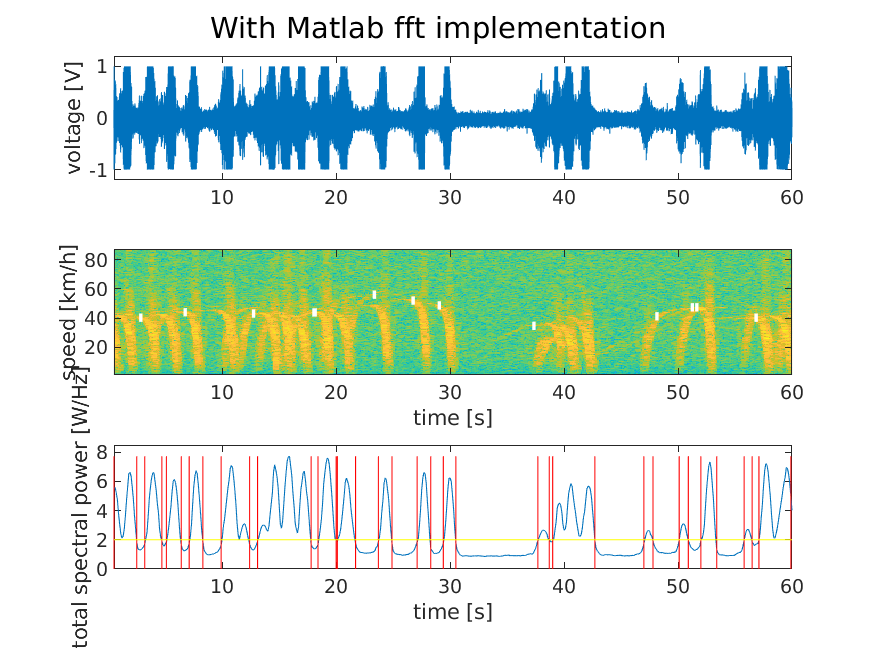 With Matlab fft implementation
voltage [V]
1
0
-1
10 20 30 40 50 60
speed [km/h]
80
60
40
20
10 20 30 40 50 60
time [s]
total spectral power [W/Hz]
8
6
4
2
0
10 20 30 40 50 60
time [s]